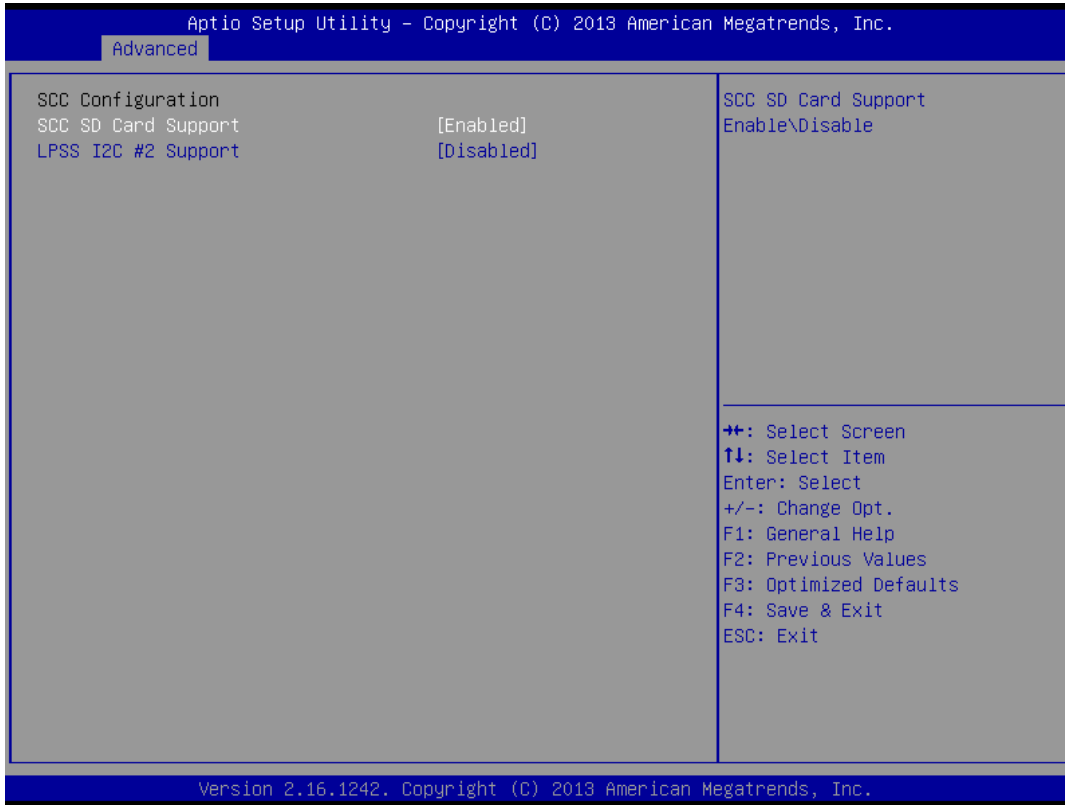 Aptio Setup Utility – Copyright (C) 2013 American Megatrends, Inc.
Advanced
SCC Configuration
SCC SD Card Support [Enabled]
LPSS I2C #2 Support [Disabled]
SCC SD Card Support
Enable\Disable
→←: Select Screen
↑↓: Select Item
Enter: Select
+/-: Change Opt.
F1: General Help
F2: Previous Values
F3: Optimized Defaults
F4: Save & Exit
ESC: Exit
Version 2.16.1242. Copyright (C) 2013 American Megatrends, Inc.